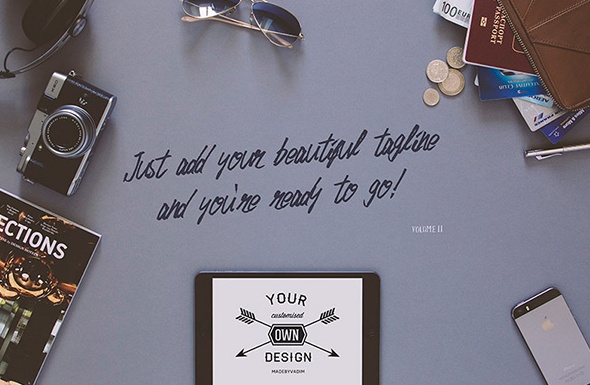 100 EURO
PASSPORT
Just add your beautiful tagline
and you're ready to go!
VOLUME II
ECTIONS
YOUR
customised
OWN
DESIGN
MADEBYVADIM